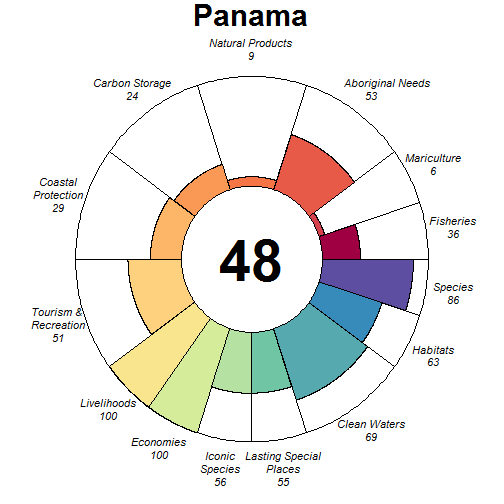 Panama
Natural Products
9
Carbon Storage
24
Aboriginal Needs
53
Mariculture
6
Coastal
Protection
29
Fisheries
36
48
Species
86
Tourism &
Recreation
51
Habitats
63
Livelihoods
100
Clean Waters
69
Economies
100
Iconic
Species
56
Lasting Special
Places
55